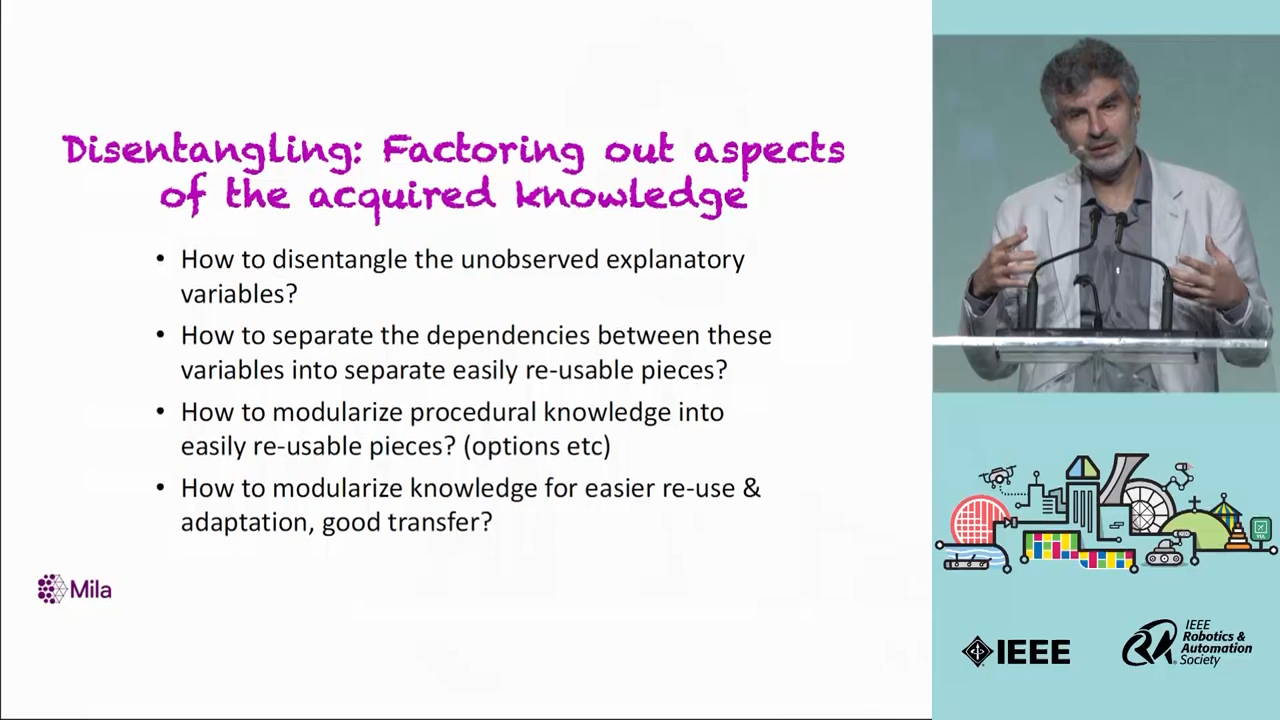 Disentangling: Factoring out aspects
of the acquired knowledge
• How to disentangle the unobserved explanatory
variables?
• How to separate the dependencies between these
variables into separate easily re-usable pieces?
• How to modularize procedural knowledge into
easily re-usable pieces? (options etc)
• How to modularize knowledge for easier re-use &
adaptation, good transfer?
Mila
YUL
IEEE
IEEE
Robotics &
Automation
Society